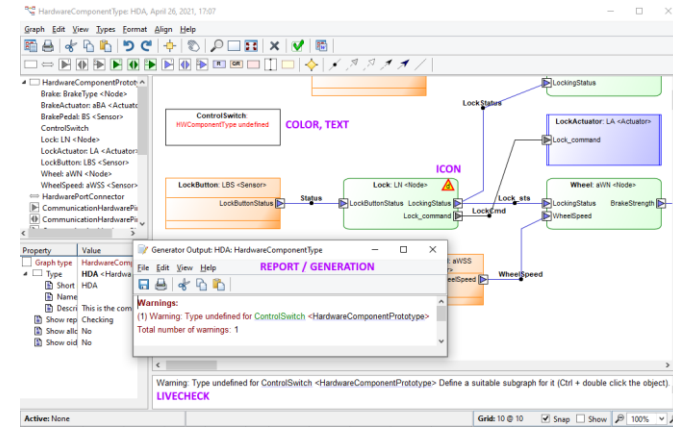 HardwareComponentType: HDA, April 26, 2021, 17:07
Graph Edit View Types Format Align Help
HardwareComponentProtot
Brake: BrakeType <Node>
BrakeActuator: aBA <Actuato
BrakePedal: BS <Sensor>
ControlSwitch
Lock: LN <Node>
LockActuator: LA <Actuator>
LockButton: LBS <Sensor>
Wheel: aWN <Node>
WheelSpeed: aWSS <Sensor>
HardwarePortConnector
CommunicationHardwarePi
CommunicationHardwarePi
Property Value
Graph type HardwareComp
Type HDA <Hardwa
Short HDA
Name
Descri This is the com
Show rep Checking
Show allc No
Show oid No
Active: None
ControlSwitch:
HWComponentType undefined
COLOR, TEXT
LockStatus
LockingStatus
LockActuator: LA <Actuator>
Lock_command
ICON
LockButton: LBS <Sensor>
LockButtonStatus
Status
Lock: LN <Node>
LockButtonStatus LockingStatus
Lock_command
Lock_sts
LockCmd
Wheel: aWN <Node>
LockingStatus BrakeStrength
WheelSpeed
aWSS
eelSpeed
WheelSpeed
Generator Output: HDA: HardwareComponentType
File Edit View Help
REPORT / GENERATION
Warnings:
(1) Warning: Type undefined for ControlSwitch <HardwareComponentPrototype>
Total number of warnings: 1
Warning: Type undefined for ControlSwitch <HardwareComponentPrototype> Define a suitable subgraph for it (Ctrl + double click the object).
LIVECHECK
Grid: 10 @ 10 Snap Show 100%